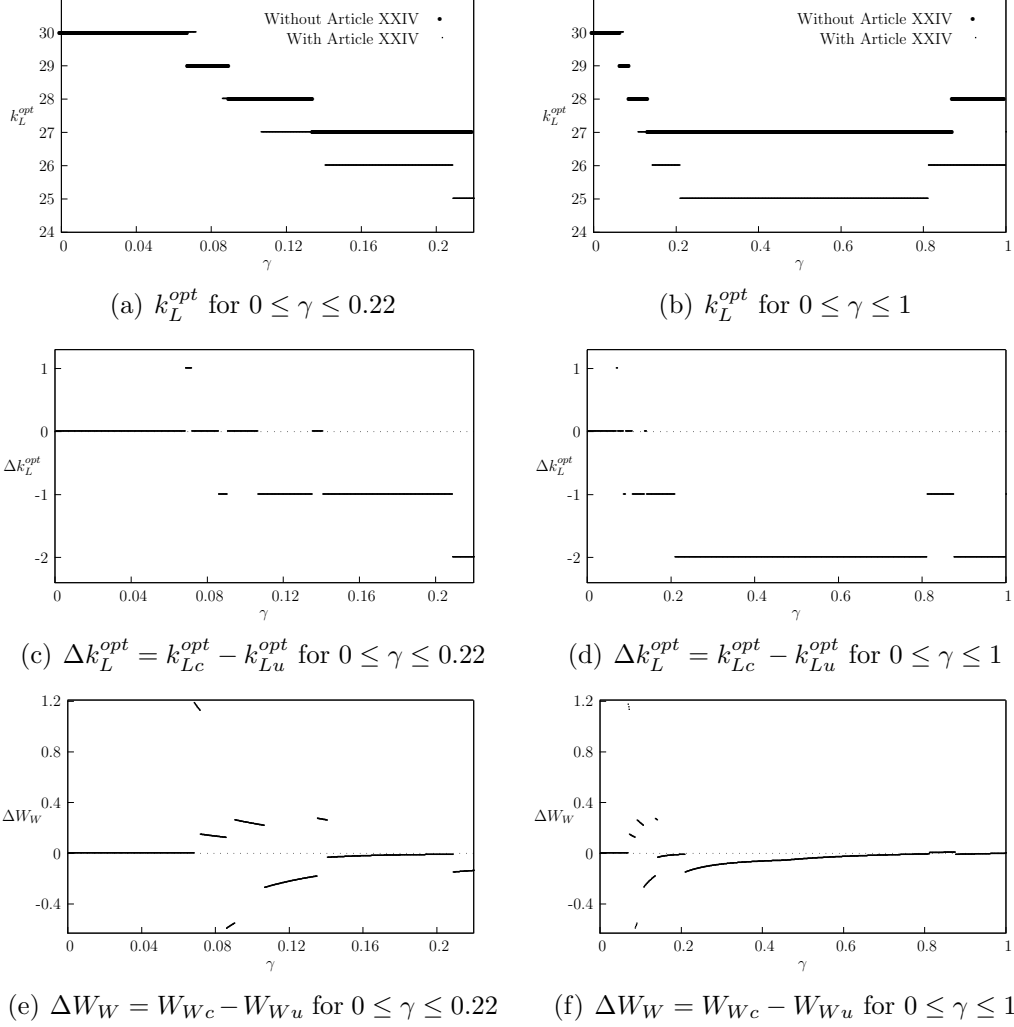 Without Article XXIV
With Article XXIV
30
29
28
27
26
25
24
k_L^{opt}
0 0.04 0.08 0.12 0.16 0.2
γ
(a) k_L^{opt} for 0 ≤ γ ≤ 0.22
Without Article XXIV
With Article XXIV
30
29
28
27
26
25
24
k_L^{opt}
0 0.2 0.4 0.6 0.8 1
γ
(b) k_L^{opt} for 0 ≤ γ ≤ 1
1
0
Δk_L^{opt}
-1
-2
0 0.04 0.08 0.12 0.16 0.2
γ
(c) Δk_L^{opt} = k_{Lc}^{opt} − k_{Lu}^{opt} for 0 ≤ γ ≤ 0.22
1
0
Δk_L^{opt}
-1
-2
0 0.2 0.4 0.6 0.8 1
γ
(d) Δk_L^{opt} = k_{Lc}^{opt} − k_{Lu}^{opt} for 0 ≤ γ ≤ 1
1.2
0.8
0.4
ΔW_W
0
-0.4
0 0.04 0.08 0.12 0.16 0.2
γ
(e) ΔW_W = W_{Wc} − W_{Wu} for 0 ≤ γ ≤ 0.22
1.2
0.8
0.4
ΔW_W
0
-0.4
0 0.2 0.4 0.6 0.8 1
γ
(f) ΔW_W = W_{Wc} − W_{Wu} for 0 ≤ γ ≤ 1